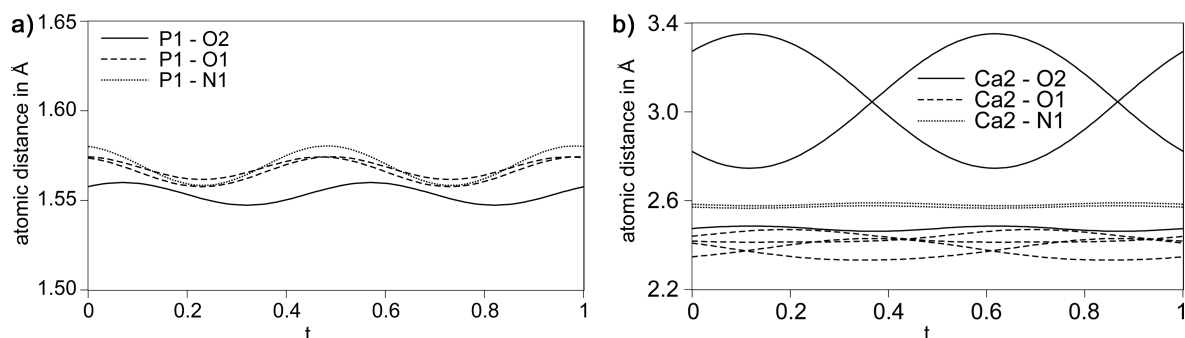 a)
1.65
1.60
1.55
1.50
atomic distance in Å
P1 - O2
P1 - O1
P1 - N1
0
0.2
0.4
0.6
0.8
1
t
b)
3.4
3.0
2.6
2.2
atomic distance in Å
Ca2 - O2
Ca2 - O1
Ca2 - N1
0
0.2
0.4
0.6
0.8
1
t